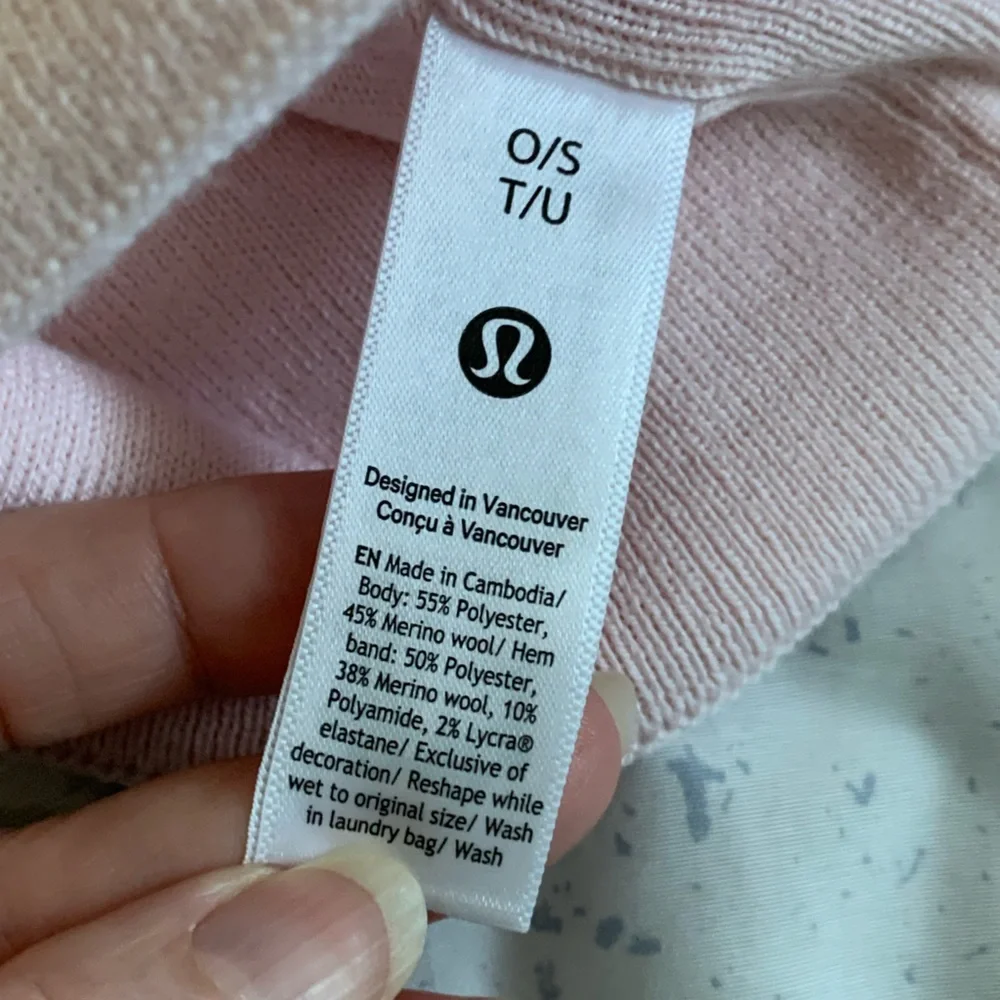 O/S
T/U
Designed in Vancouver
Conçu à Vancouver
EN Made in Cambodia/
Body: 55% Polyester,
45% Merino wool/ Hem
band: 50% Polyester,
38% Merino wool, 10%
Polyamide, 2% Lycra®
elastane/ Exclusive of
decoration/ Reshape while
wet to original size/ Wash
in laundry bag/ Wash